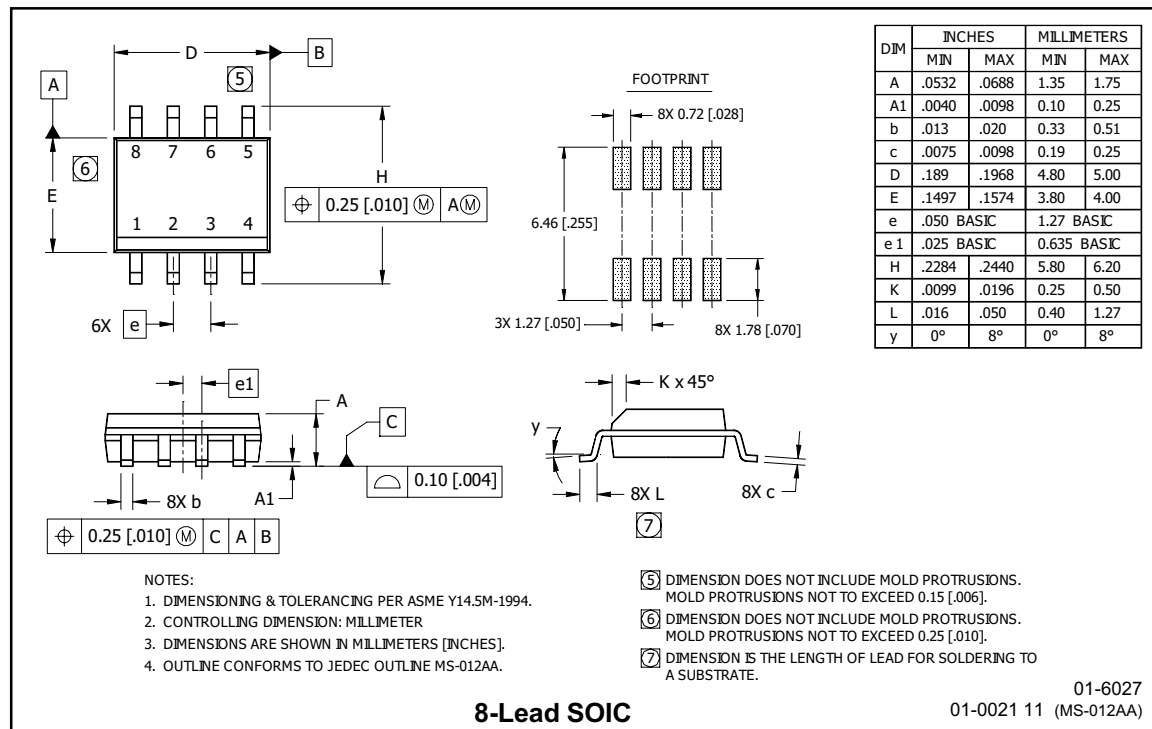 D
B
5
A
8 7 6 5
6
E
H
⌖ 0.25 [.010] Ⓜ A Ⓜ
1 2 3 4
6X e
FOOTPRINT
8X 0.72 [.028]
6.46 [.255]
3X 1.27 [.050]
8X 1.78 [.070]
DIM INCHES MILLIMETERS
MIN MAX MIN MAX
A .0532 .0688 1.35 1.75
A1 .0040 .0098 0.10 0.25
b .013 .020 0.33 0.51
c .0075 .0098 0.19 0.25
D .189 .1968 4.80 5.00
E .1497 .1574 3.80 4.00
e .050 BASIC 1.27 BASIC
e 1 .025 BASIC 0.635 BASIC
H .2284 .2440 5.80 6.20
K .0099 .0196 0.25 0.50
L .016 .050 0.40 1.27
y 0° 8° 0° 8°
e1
A
C
0.10 [.004]
8X b
A1
⌖ 0.25 [.010] Ⓜ C A B
K x 45°
y
8X L
8X c
7
NOTES:
1. DIMENSIONING & TOLERANCING PER ASME Y14.5M-1994.
2. CONTROLLING DIMENSION: MILLIMETER
3. DIMENSIONS ARE SHOWN IN MILLIMETERS [INCHES].
4. OUTLINE CONFORMS TO JEDEC OUTLINE MS-012AA.
5 DIMENSION DOES NOT INCLUDE MOLD PROTRUSIONS.
MOLD PROTRUSIONS NOT TO EXCEED 0.15 [.006].
6 DIMENSION DOES NOT INCLUDE MOLD PROTRUSIONS.
MOLD PROTRUSIONS NOT TO EXCEED 0.25 [.010].
7 DIMENSION IS THE LENGTH OF LEAD FOR SOLDERING TO
A SUBSTRATE.
8-Lead SOIC
01-6027
01-0021 11 (MS-012AA)